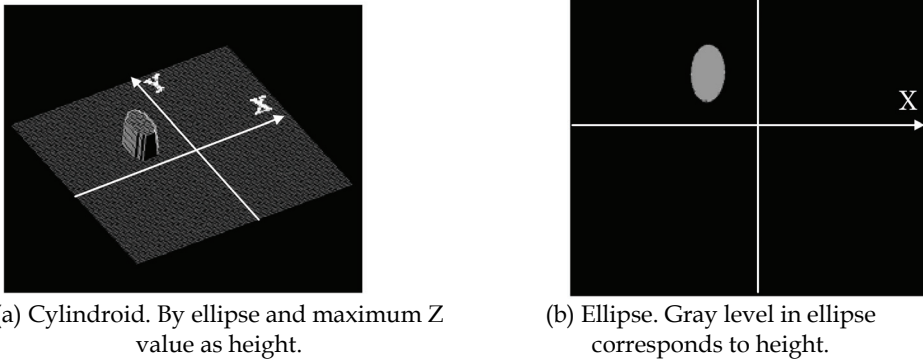 Y
X
X
(a) Cylindroid. By ellipse and maximum Z
value as height.
(b) Ellipse. Gray level in ellipse
corresponds to height.